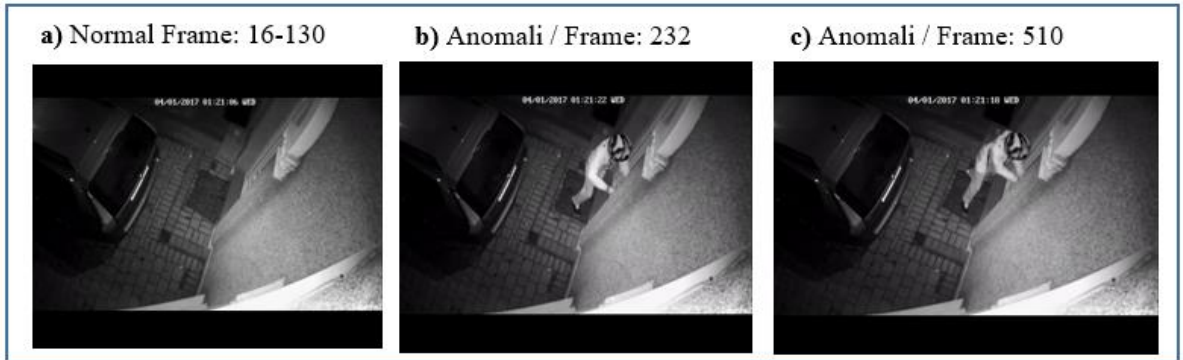 a) Normal Frame: 16-130
b) Anomali / Frame: 232
c) Anomali / Frame: 510
04/01/2017 01:21:06 WED
04/01/2017 01:21:22 WED
04/01/2017 01:21:18 WED